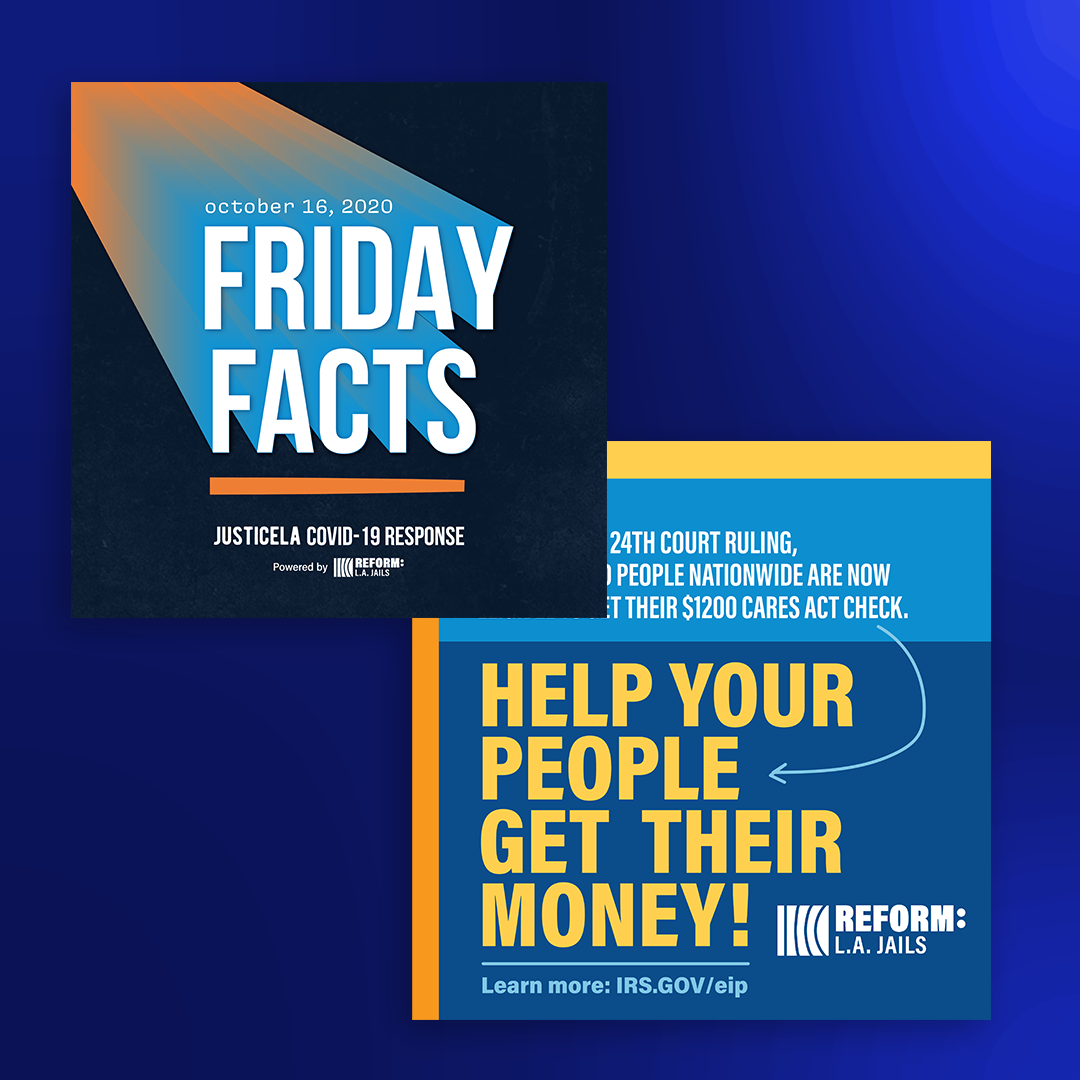 october 16, 2020
FRIDAY
FACTS
JUSTICELA COVID-19 RESPONSE
Powered by REFORM:
L.A. JAILS
24TH COURT RULING,
PEOPLE NATIONWIDE ARE NOW
THEIR $1200 CARES ACT CHECK.
HELP YOUR
PEOPLE
GET THEIR
MONEY!
REFORM:
L.A. JAILS
Learn more: IRS.GOV/eip